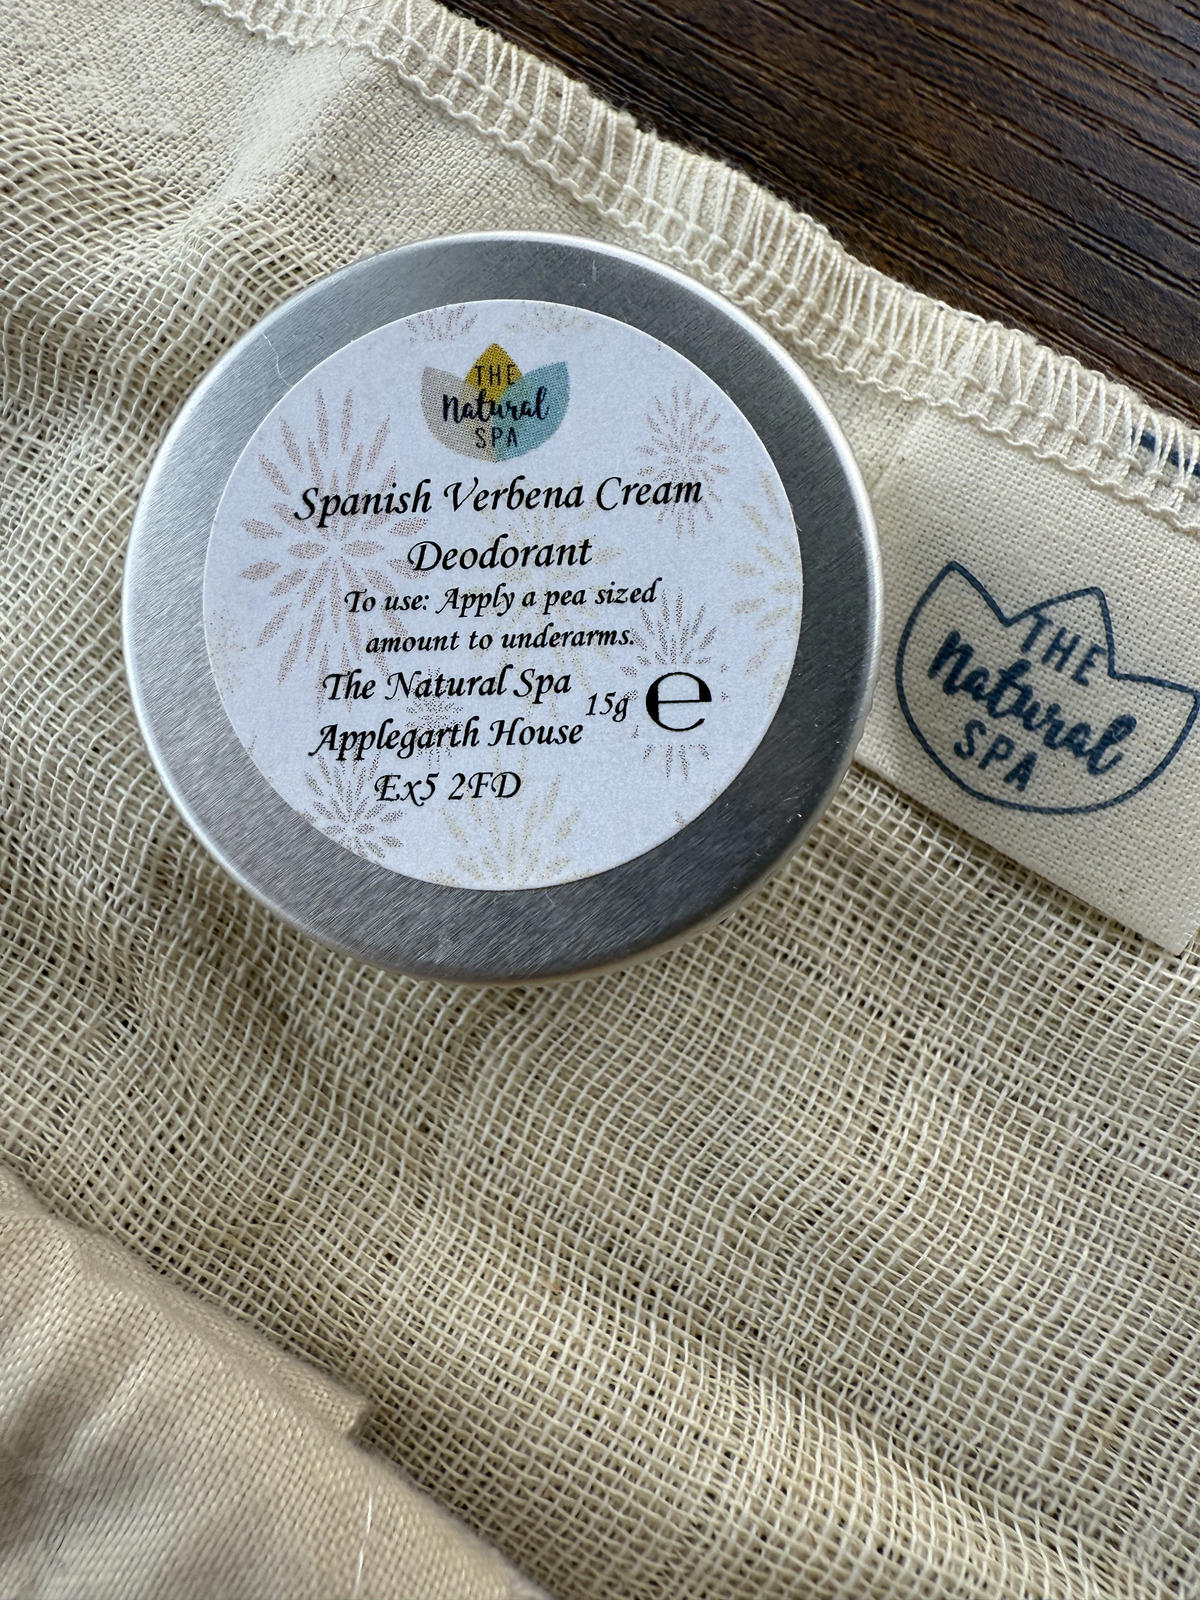 THE
Natural
SPA
Spanish Verbena Cream
Deodorant
To use: Apply a pea sized
amount to underarms.
The Natural Spa
15g e
Applegarth House
Ex5 2FD
THE
Natural
SPA